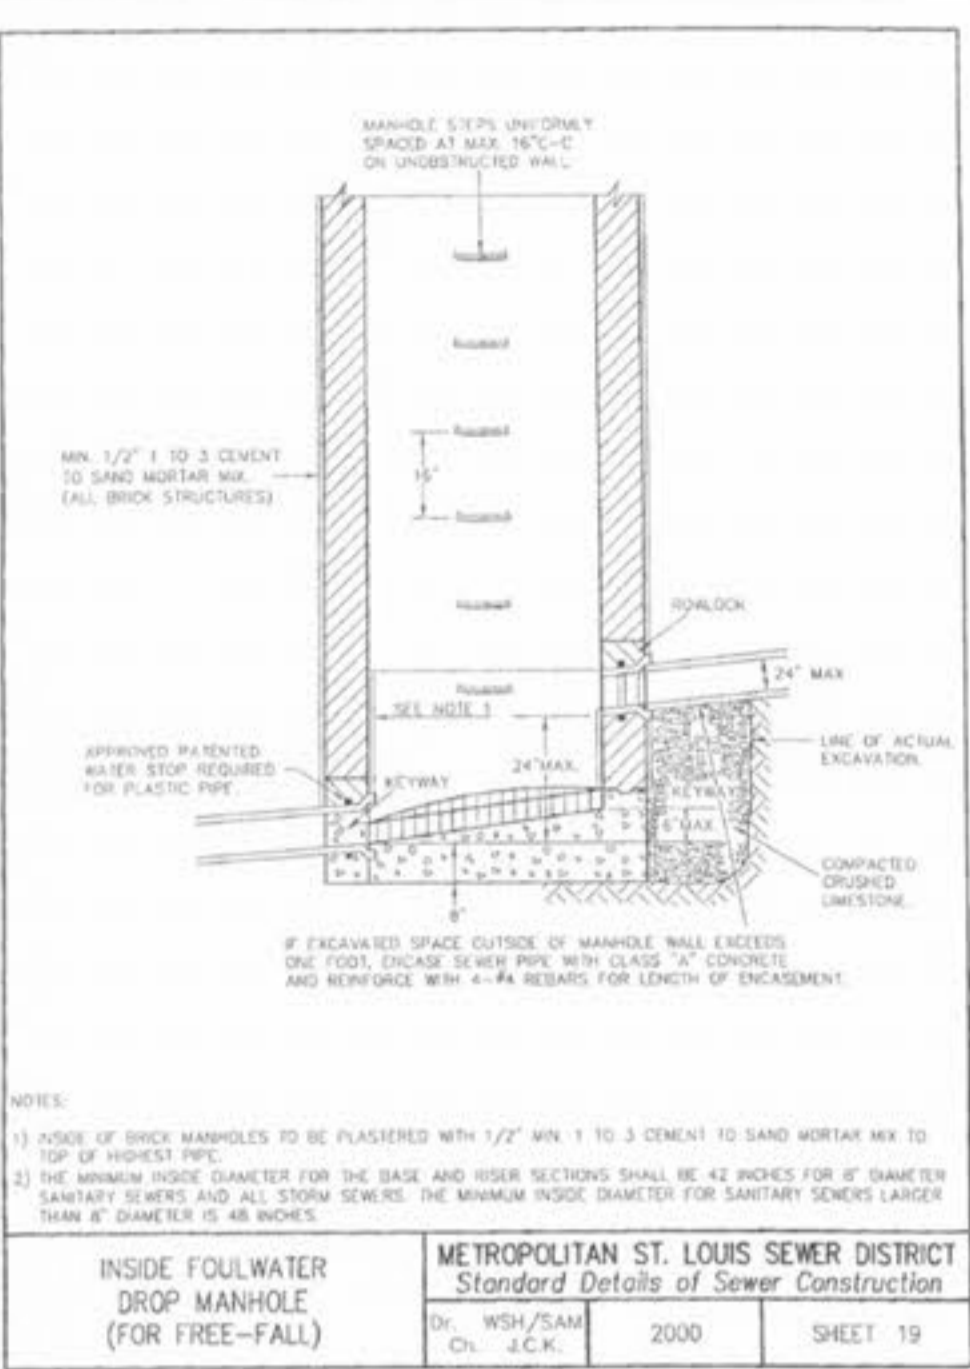 MANHOLE STEPS UNIFORMLY
SPACED AT MAX. 16"C-C
ON UNOBSTRUCTED WALL
MIN. 1/2" 1 TO 3 CEMENT
TO SAND MORTAR MIX.
(ALL BRICK STRUCTURES)
16"
ROWLOCK
24" MAX
SEE NOTE 1
LINE OF ACTUAL
EXCAVATION.
APPROVED PATENTED
WATER STOP REQUIRED
FOR PLASTIC PIPE.
KEYWAY
24"MAX.
KEYWAY
6"MAX.
COMPACTED
CRUSHED
LIMESTONE.
8"
IF EXCAVATED SPACE OUTSIDE OF MANHOLE WALL EXCEEDS
ONE FOOT, ENCASE SEWER PIPE WITH CLASS "A" CONCRETE
AND REINFORCE WITH 4-#4 REBARS FOR LENGTH OF ENCASEMENT.
NOTES:
1) INSIDE OF BRICK MANHOLES TO BE PLASTERED WITH 1/2" MIN. 1 TO 3 CEMENT TO SAND MORTAR MIX TO
TOP OF HIGHEST PIPE.
2) THE MINIMUM INSIDE DIAMETER FOR THE BASE AND RISER SECTIONS SHALL BE 42 INCHES FOR 8" DIAMETER
SANITARY SEWERS AND ALL STORM SEWERS. THE MINIMUM INSIDE DIAMETER FOR SANITARY SEWERS LARGER
THAN 8" DIAMETER IS 48 INCHES.
INSIDE FOULWATER
DROP MANHOLE
(FOR FREE-FALL)
METROPOLITAN ST. LOUIS SEWER DISTRICT
Standard Details of Sewer Construction
Dr. WSH/SAM
Ch. J.C.K.
2000
SHEET 19